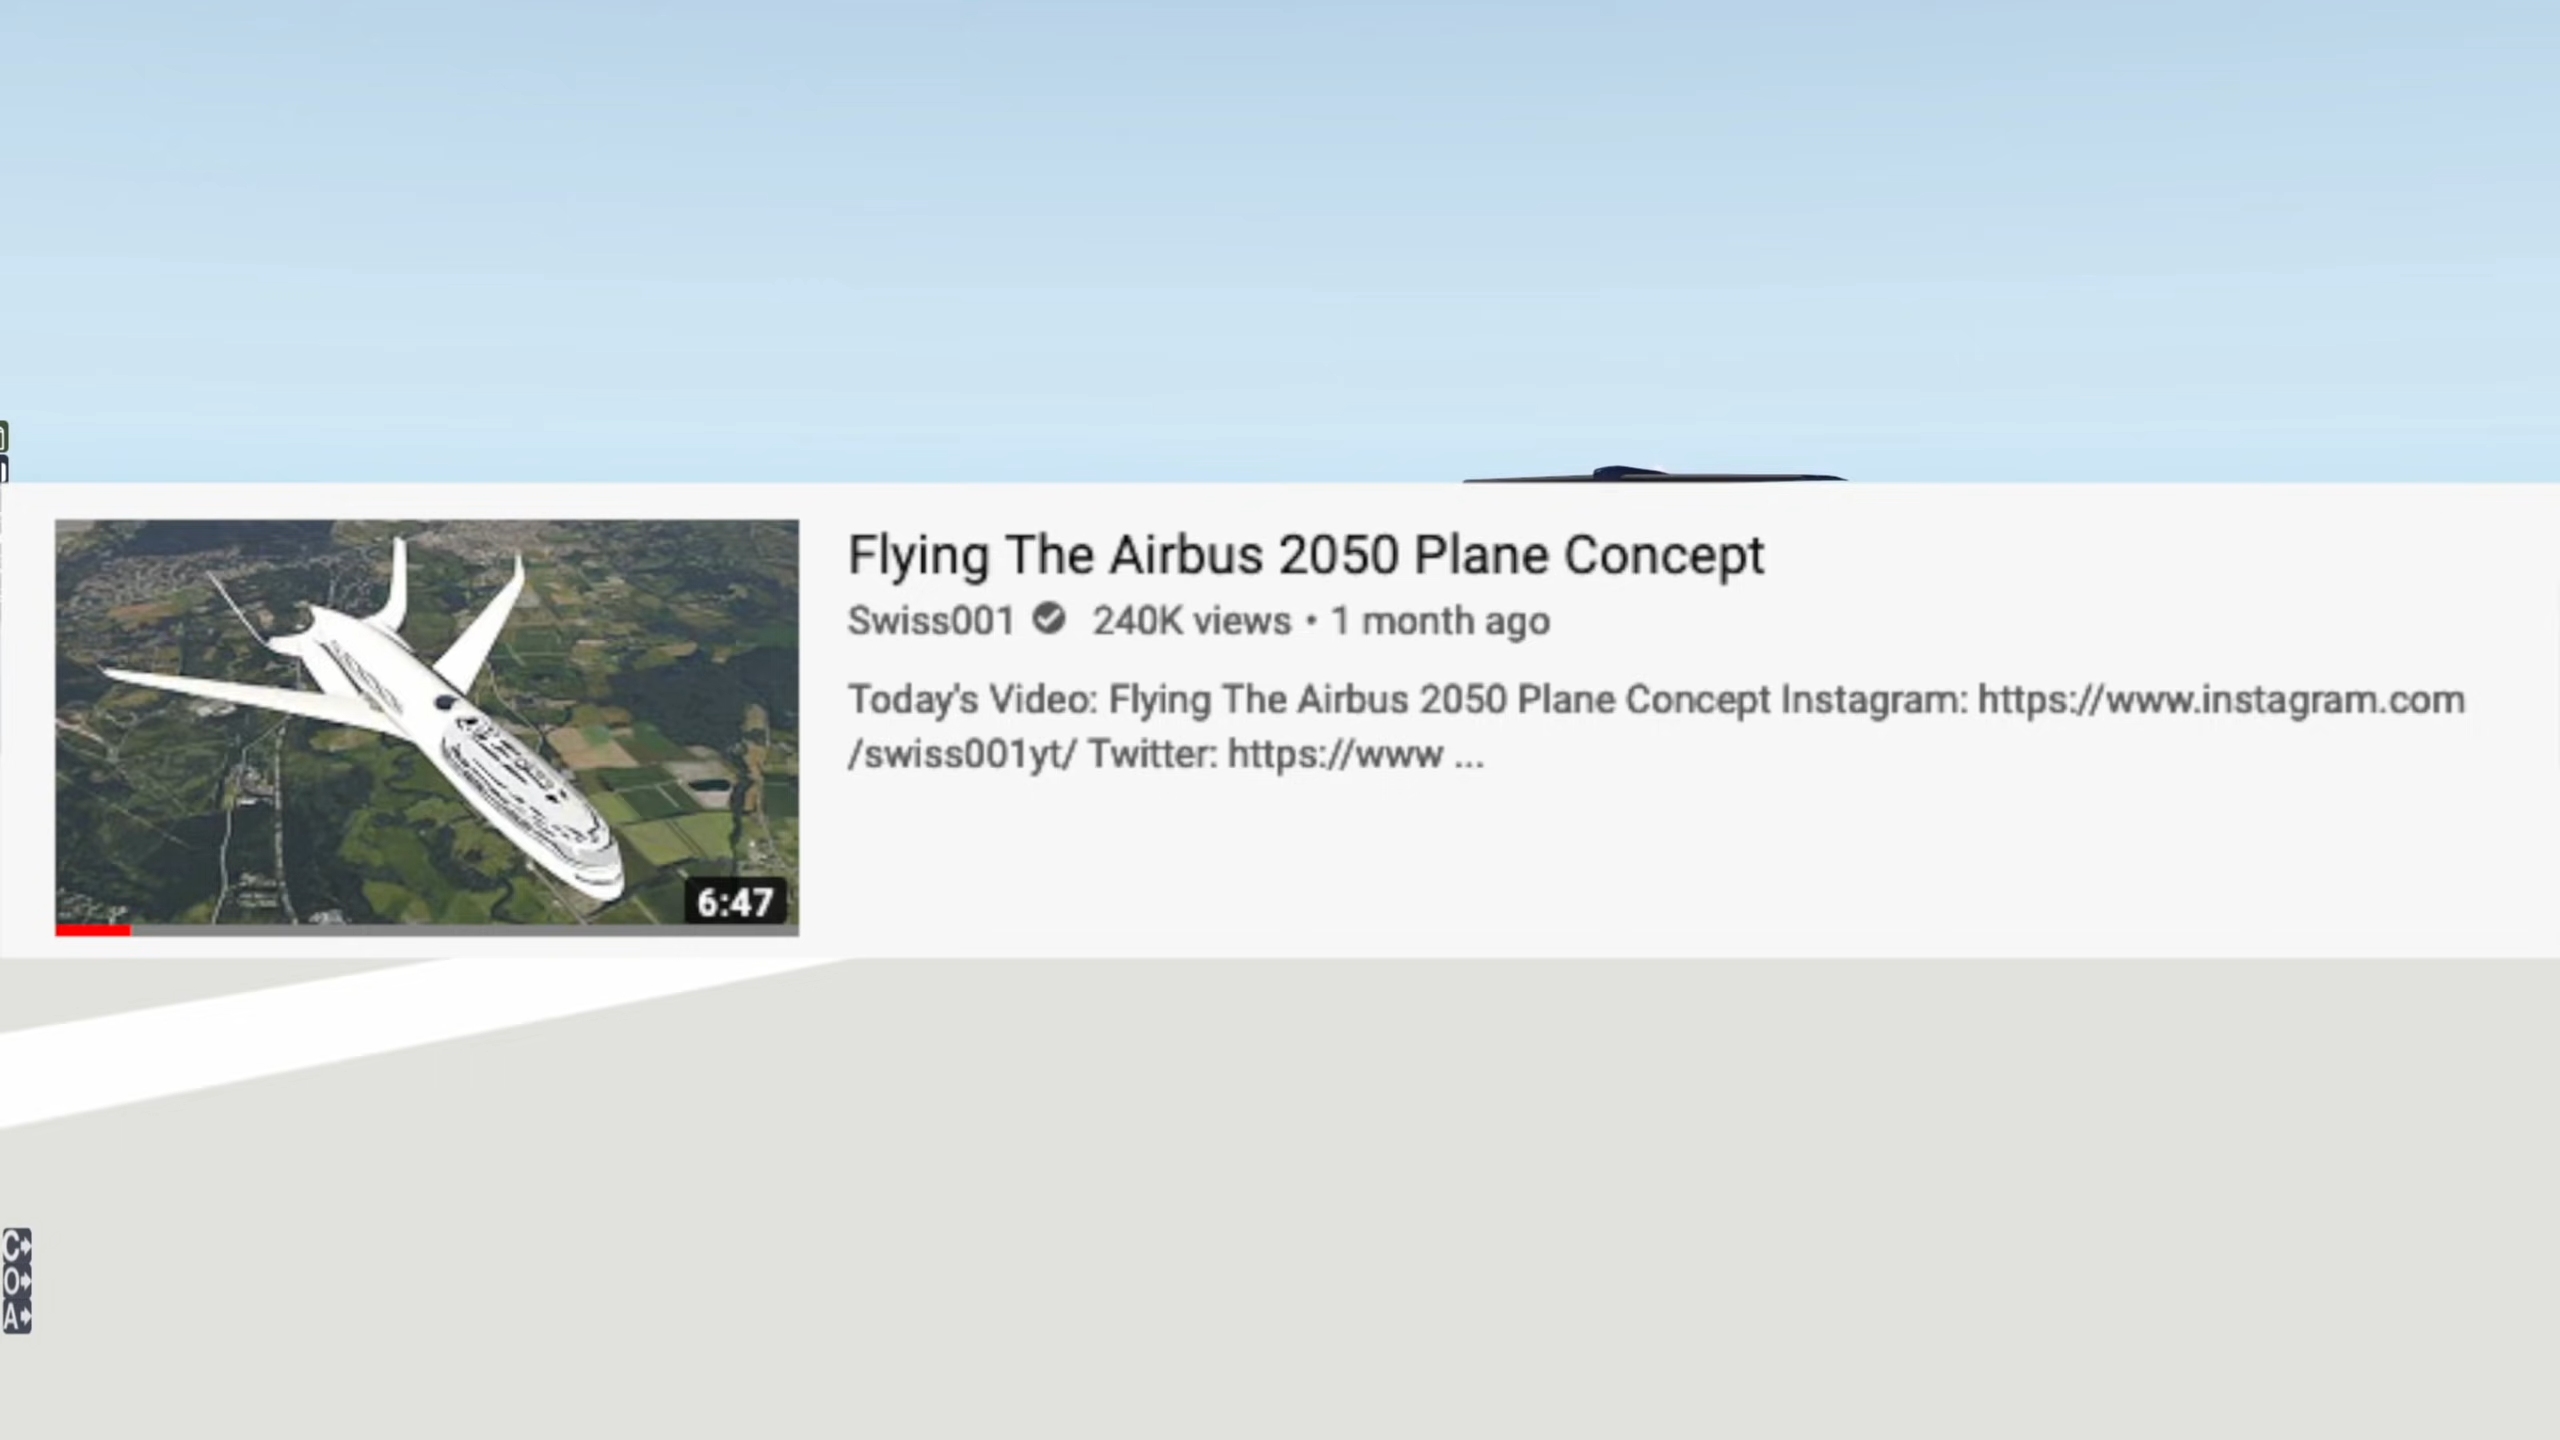 Flying The Airbus 2050 Plane Concept
Swiss001 240K views • 1 month ago
Today's Video: Flying The Airbus 2050 Plane Concept Instagram: https://www.instagram.com
/swiss001yt/ Twitter: https://www ...
6:47
C
O
A